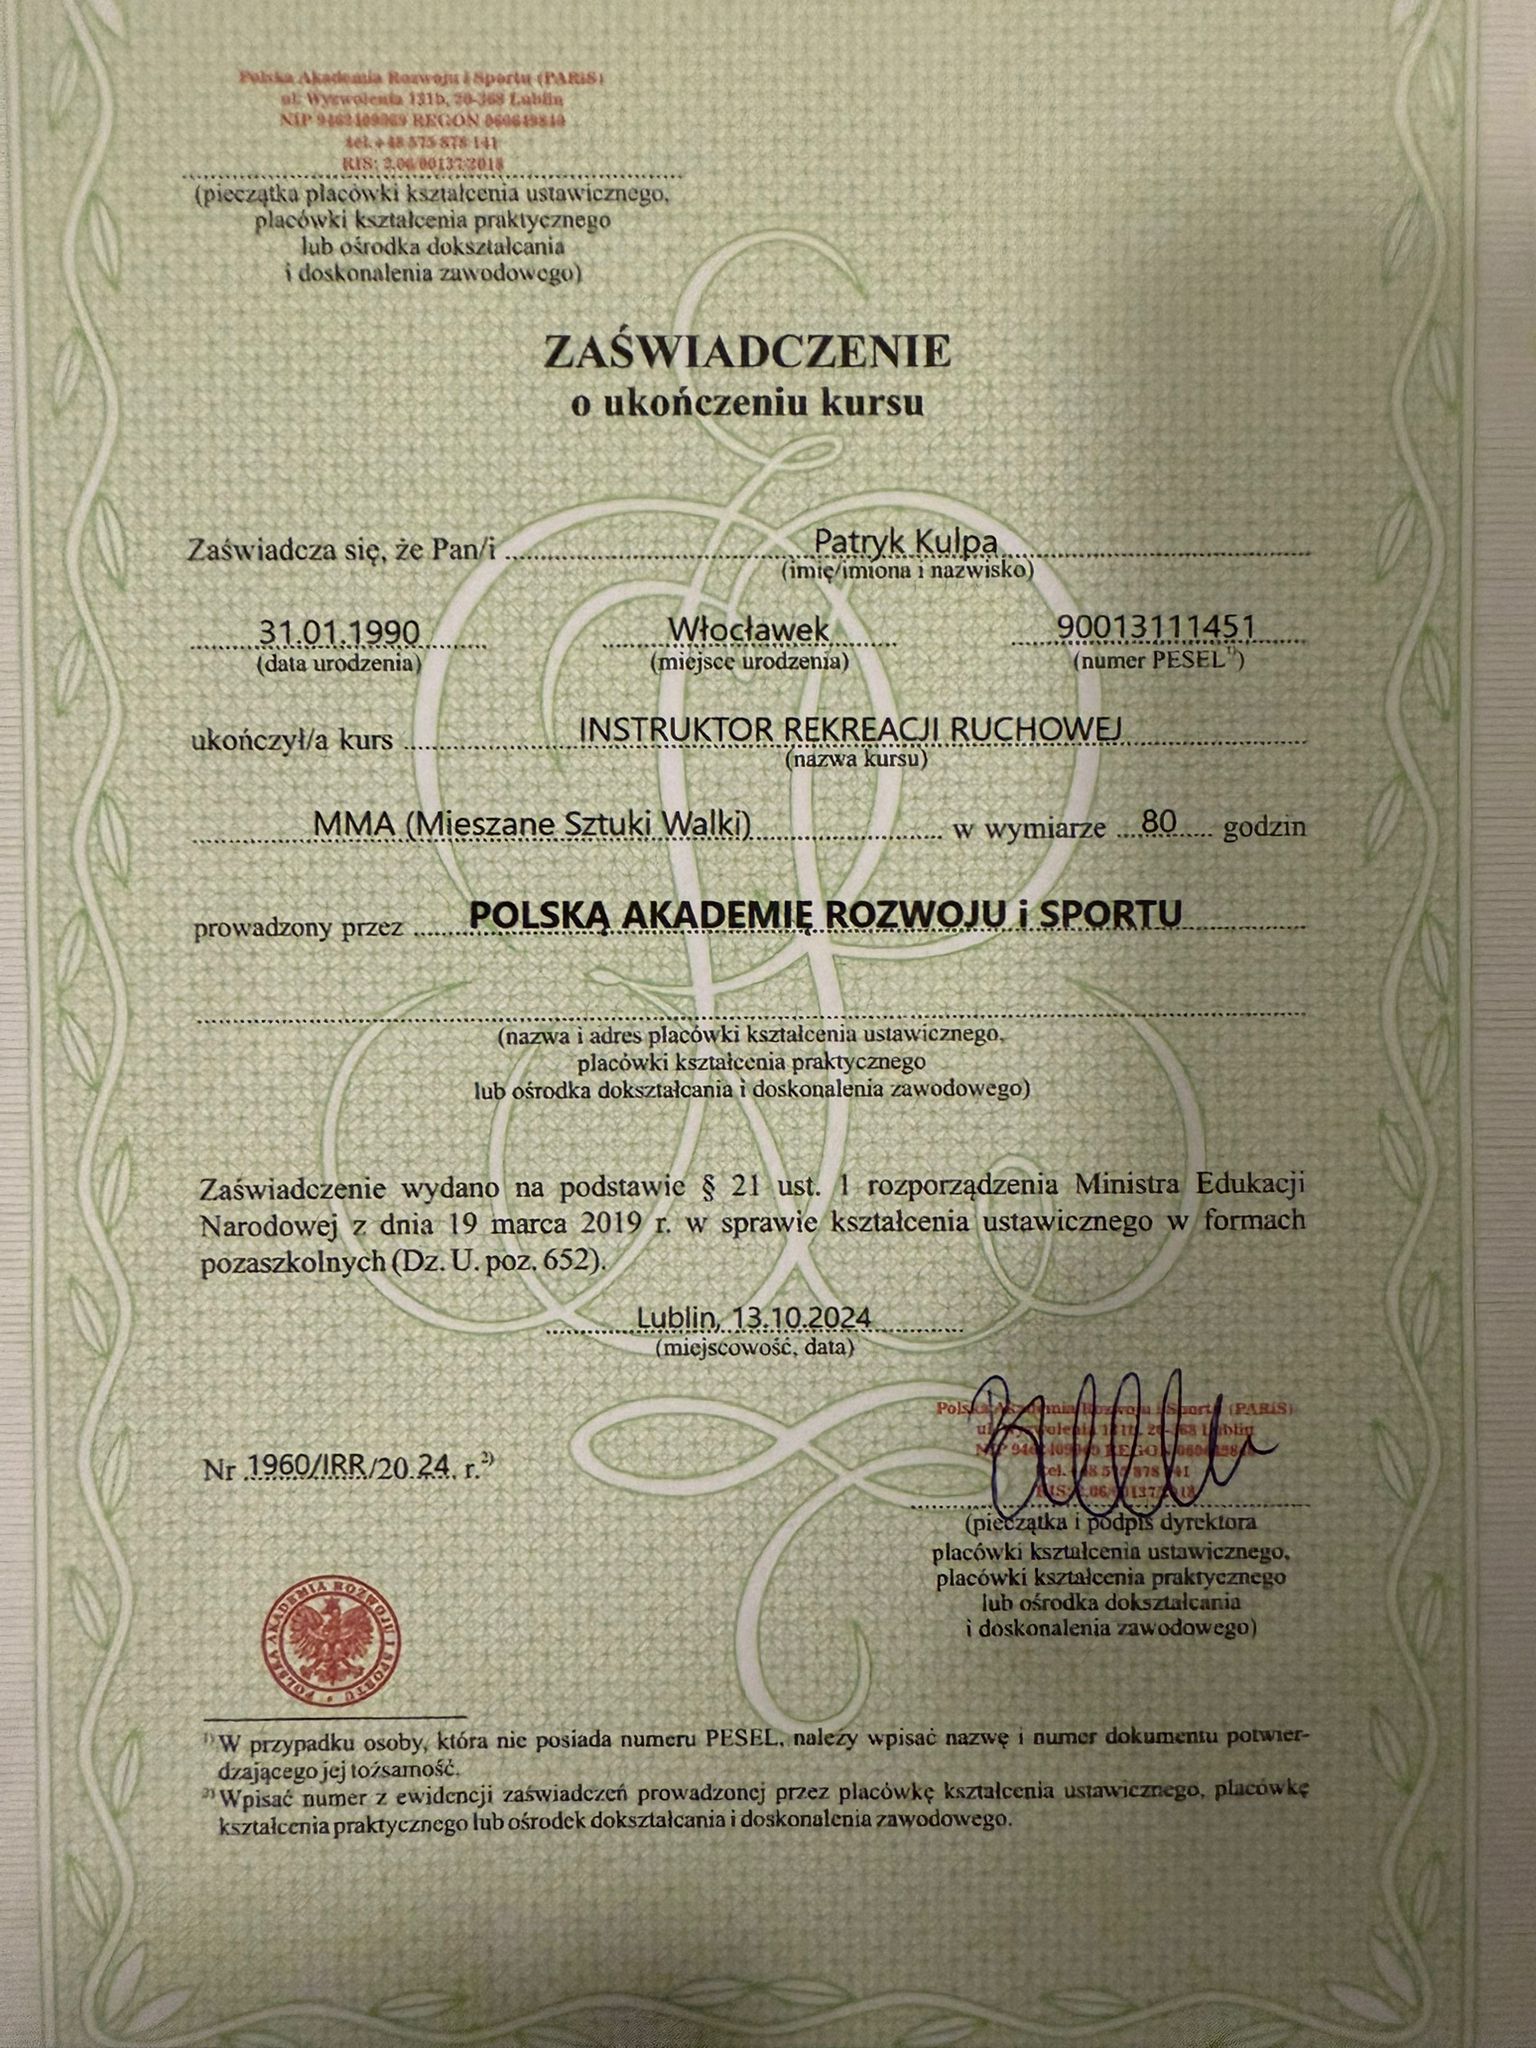 Polska Akademia Rozwoju i Sportu (PARiS)
ul. Wyzwolenia 131b, 20-368 Lublin
NIP REGON
tel. +48 575 878 141
RIS: 2.06/00137/2018
(pieczątka placówki kształcenia ustawicznego,
placówki kształcenia praktycznego
lub ośrodka dokształcania
i doskonalenia zawodowego)
ZAŚWIADCZENIE
o ukończeniu kursu
Zaświadcza się, że Pan/i Patryk Kulpa
(imię/imiona i nazwisko)
31.01.1990 Włocławek 90013111451
(data urodzenia) (miejsce urodzenia) (numer PESEL¹⁾)
ukończył/a kurs INSTRUKTOR REKREACJI RUCHOWEJ
(nazwa kursu)
MMA (Mieszane Sztuki Walki) w wymiarze 80 godzin
prowadzony przez POLSKĄ AKADEMIĘ ROZWOJU i SPORTU
(nazwa i adres placówki kształcenia ustawicznego,
placówki kształcenia praktycznego
lub ośrodka dokształcania i doskonalenia zawodowego)
Zaświadczenie wydano na podstawie § 21 ust. 1 rozporządzenia Ministra Edukacji
Narodowej z dnia 19 marca 2019 r. w sprawie kształcenia ustawicznego w formach
pozaszkolnych (Dz. U. poz. 652).
Lublin, 13.10.2024
(miejscowość, data)
Polska Akademia Rozwoju i Sportu (PARiS)
ul. Wyzwolenia 131b, 20-368 Lublin
NIP REGON
tel. +48 575 878 141
RIS: 2.06/00137/2018
Nr 1960/IRR/20 24. r.²⁾
(pieczątka i podpis dyrektora
placówki kształcenia ustawicznego,
placówki kształcenia praktycznego
lub ośrodka dokształcania
i doskonalenia zawodowego)
POLSKA AKADEMIA ROZWOJU I SPORTU
¹⁾ W przypadku osoby, która nie posiada numeru PESEL, należy wpisać nazwę i numer dokumentu potwier-
dzającego jej tożsamość.
²⁾ Wpisać numer z ewidencji zaświadczeń prowadzonej przez placówkę kształcenia ustawicznego, placówkę
kształcenia praktycznego lub ośrodek dokształcania i doskonalenia zawodowego.